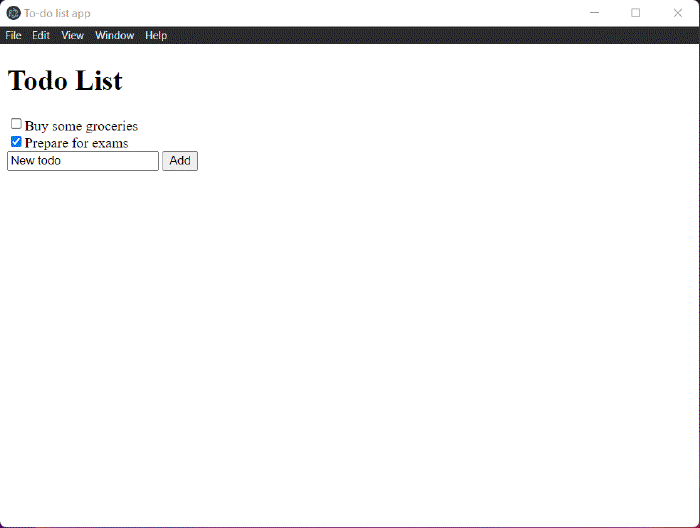 To-do list app
File Edit View Window Help
Todo List
Buy some groceries
Prepare for exams
New todo Add